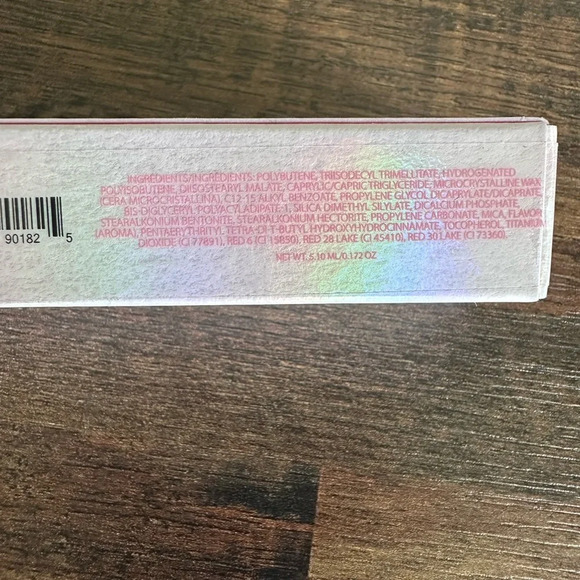 INGREDIENTS/INGRÉDIENTS: POLYBUTENE, TRIISODECYL TRIMELLITATE, HYDROGENATED
POLYISOBUTENE, DIISOSTEARYL MALATE, CAPRYLIC/CAPRIC TRIGLYCERIDE, MICROCRYSTALLINE WAX
(CERA MICROCRISTALLINA), C12-15 ALKYL BENZOATE, PROPYLENE GLYCOL DICAPRYLATE/DICAPRATE,
BIS-DIGLYCERYL POLYACYLADIPATE-1, SILICA DIMETHYL SILYLATE, DICALCIUM PHOSPHATE,
STEARALKONIUM BENTONITE, STEARALKONIUM HECTORITE, PROPYLENE CARBONATE, MICA, FLAVOR
(AROMA), PENTAERYTHRITYL TETRA-DI-T-BUTYL HYDROXYHYDROCINNAMATE, TOCOPHEROL, TITANIUM
DIOXIDE (CI 77891), RED 6 (CI 15850), RED 28 LAKE (CI 45410), RED 30 LAKE (CI 73360).
NET WT. 5.10 ML/0.172 OZ
90182 5